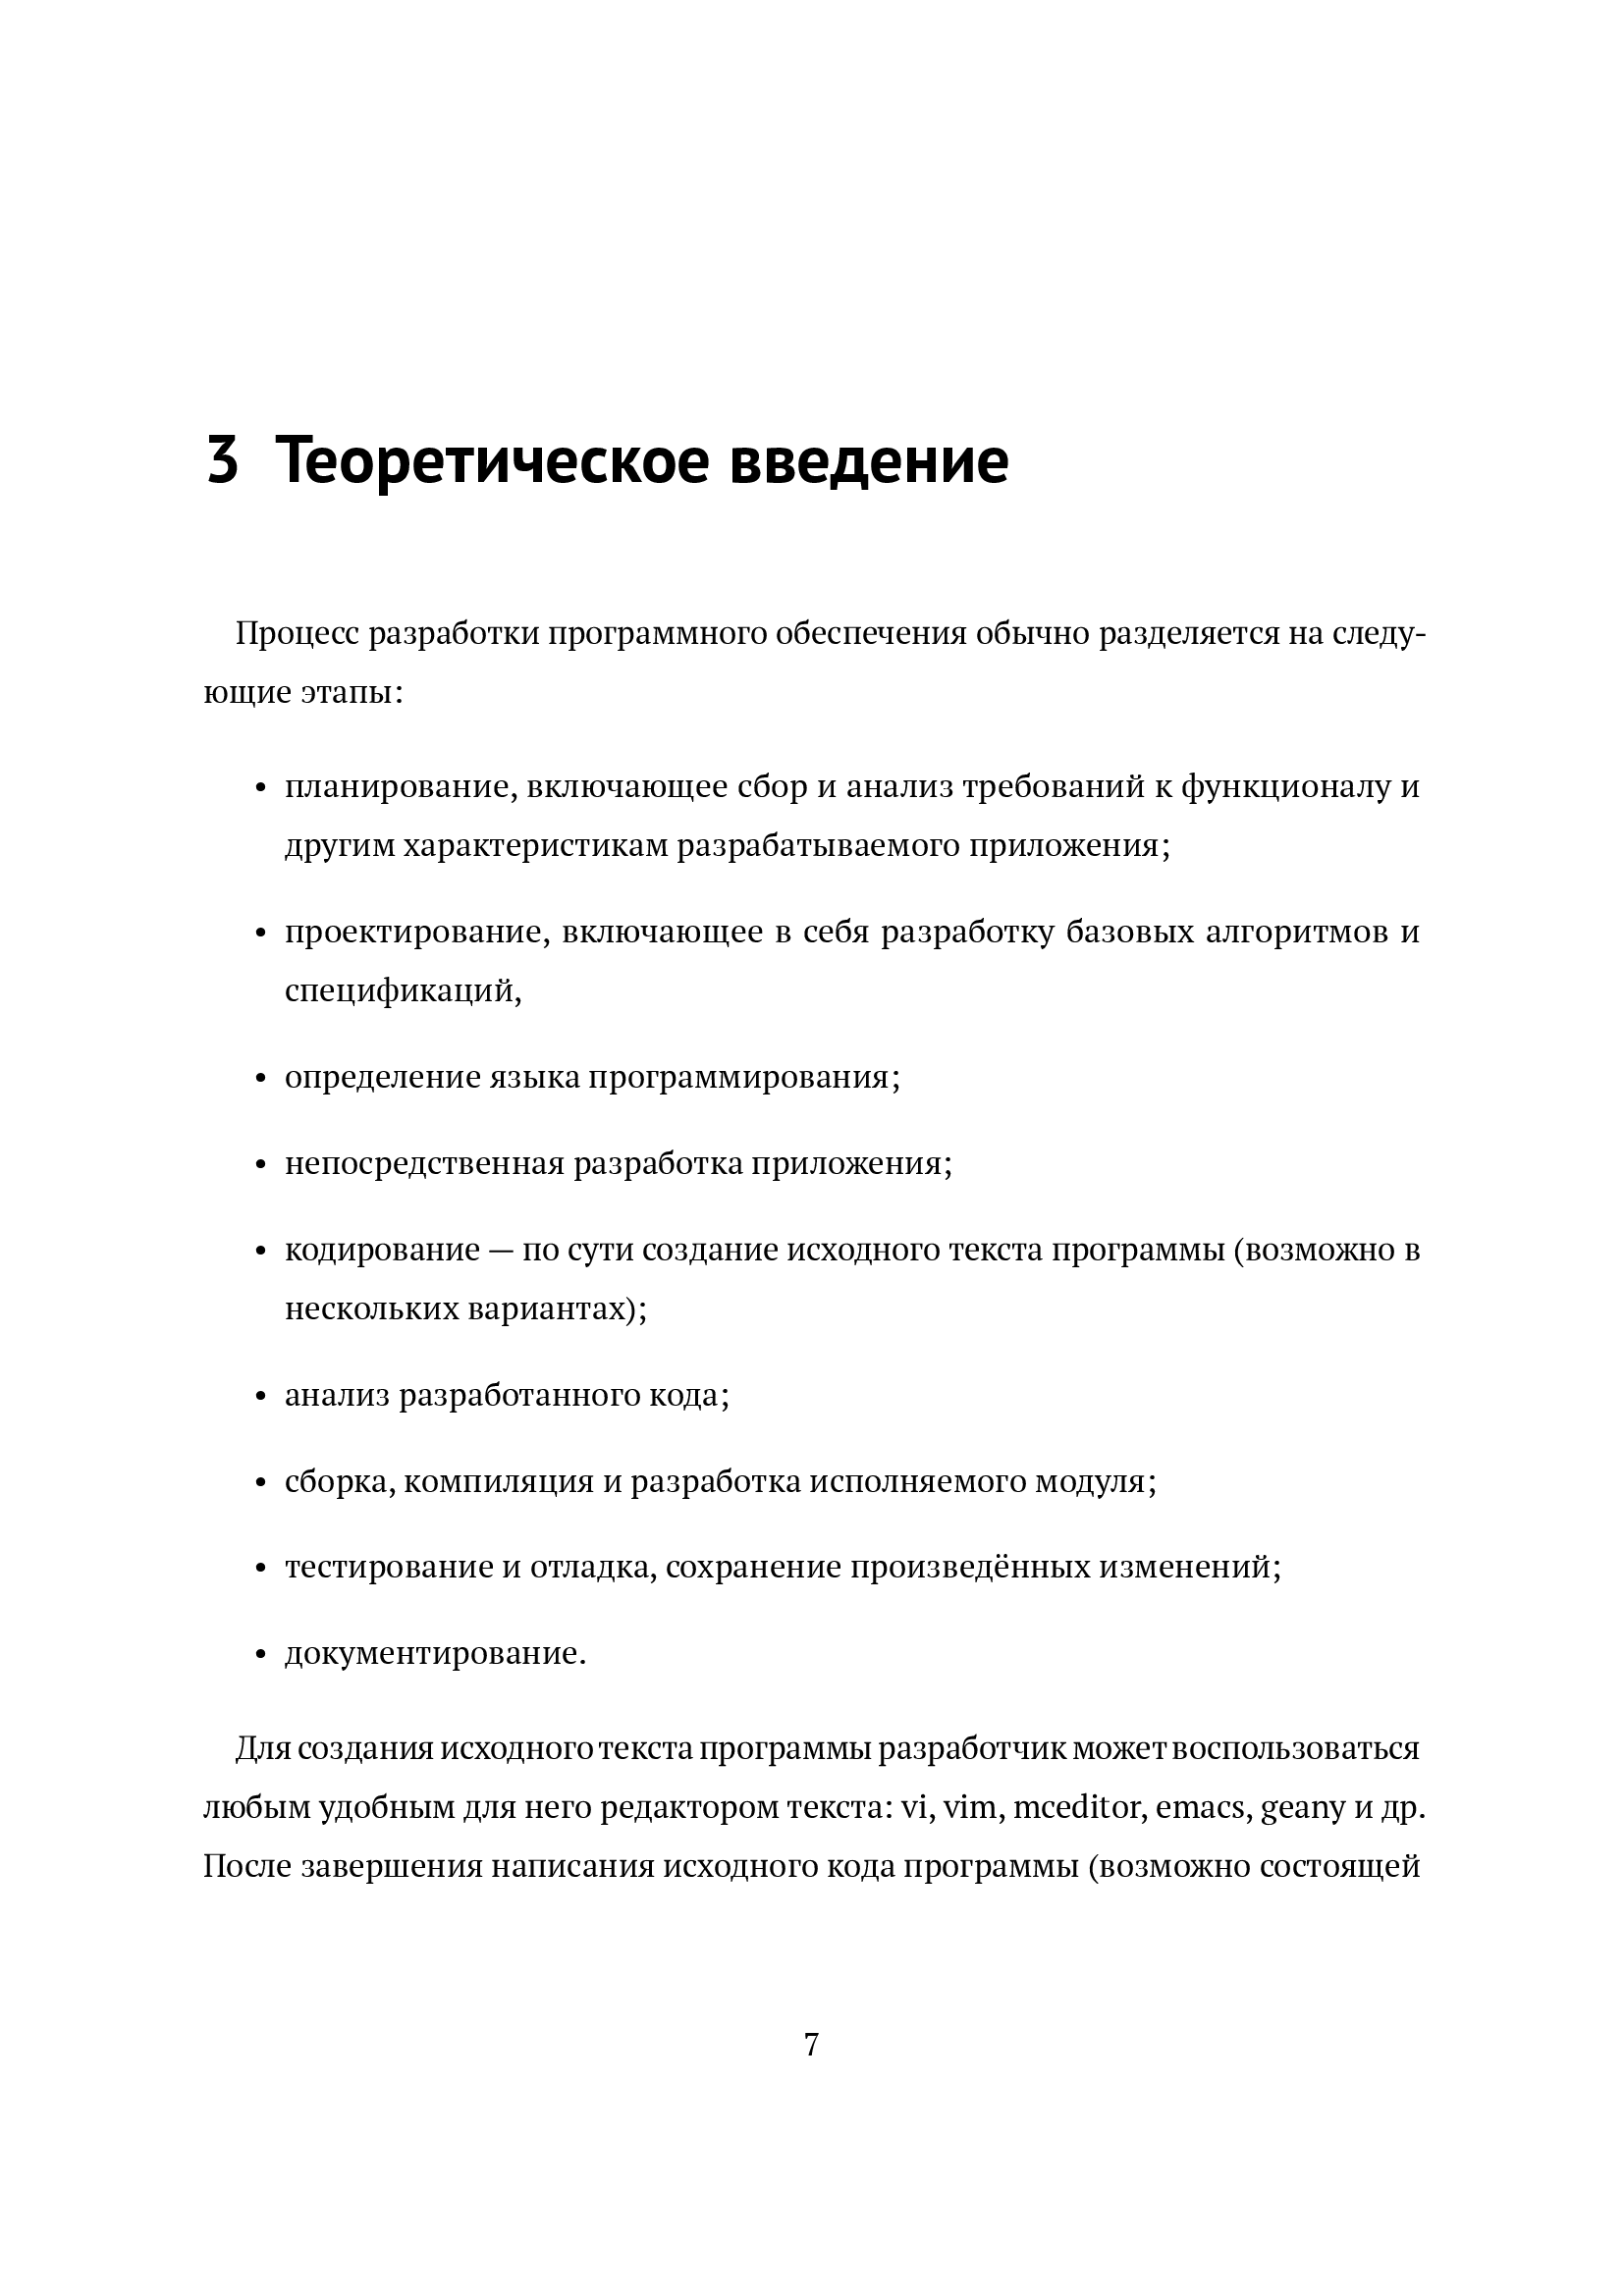 3 Теоретическое введение
Процесс разработки программного обеспечения обычно разделяется на следу-
ющие этапы:
• планирование, включающее сбор и анализ требований к функционалу и
другим характеристикам разрабатываемого приложения;
• проектирование, включающее в себя разработку базовых алгоритмов и
спецификаций,
• определение языка программирования;
• непосредственная разработка приложения;
• кодирование — по сути создание исходного текста программы (возможно в
нескольких вариантах);
• анализ разработанного кода;
• сборка, компиляция и разработка исполняемого модуля;
• тестирование и отладка, сохранение произведённых изменений;
• документирование.
Для создания исходного текста программы разработчик может воспользоваться
любым удобным для него редактором текста: vi, vim, mceditor, emacs, geany и др.
После завершения написания исходного кода программы (возможно состоящей
7